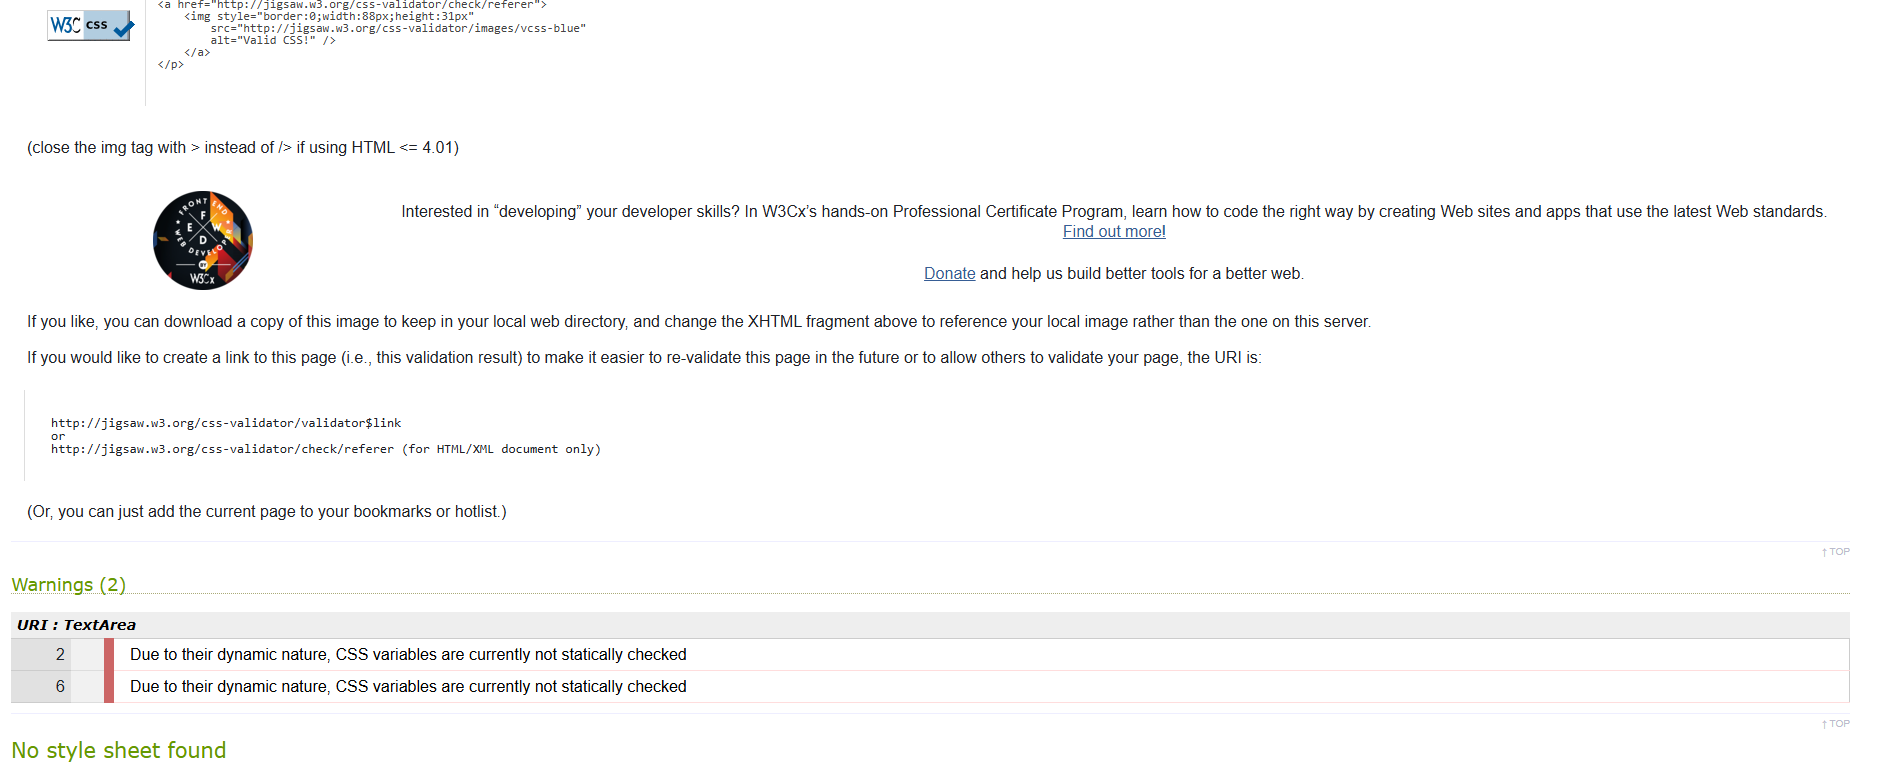 <a href="http://jigsaw.w3.org/css-validator/check/referer">
<img style="border:0;width:88px;height:31px"
src="http://jigsaw.w3.org/css-validator/images/vcss-blue"
alt="Valid CSS!" />
</a>
</p>
W3C css
(close the img tag with > instead of /> if using HTML <= 4.01)
FRONT END
F
E W
D
WEB DEVELOPER
BY
W3Cx
Interested in “developing” your developer skills? In W3Cx’s hands-on Professional Certificate Program, learn how to code the right way by creating Web sites and apps that use the latest Web standards.
Find out more!
Donate and help us build better tools for a better web.
If you like, you can download a copy of this image to keep in your local web directory, and change the XHTML fragment above to reference your local image rather than the one on this server.
If you would like to create a link to this page (i.e., this validation result) to make it easier to re-validate this page in the future or to allow others to validate your page, the URI is:
http://jigsaw.w3.org/css-validator/validator$link
or
http://jigsaw.w3.org/css-validator/check/referer (for HTML/XML document only)
(Or, you can just add the current page to your bookmarks or hotlist.)
↑ TOP
Warnings (2)
URI : TextArea
2 Due to their dynamic nature, CSS variables are currently not statically checked
6 Due to their dynamic nature, CSS variables are currently not statically checked
↑ TOP
No style sheet found